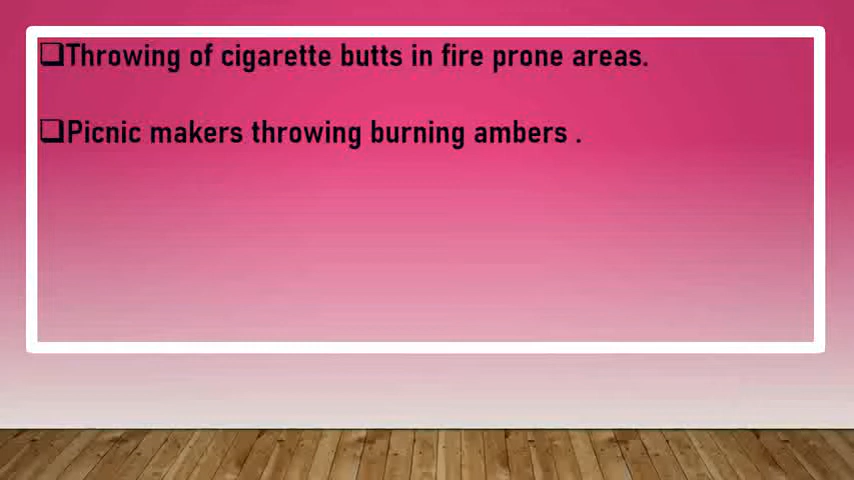 ❑Throwing of cigarette butts in fire prone areas.
❑Picnic makers throwing burning ambers .